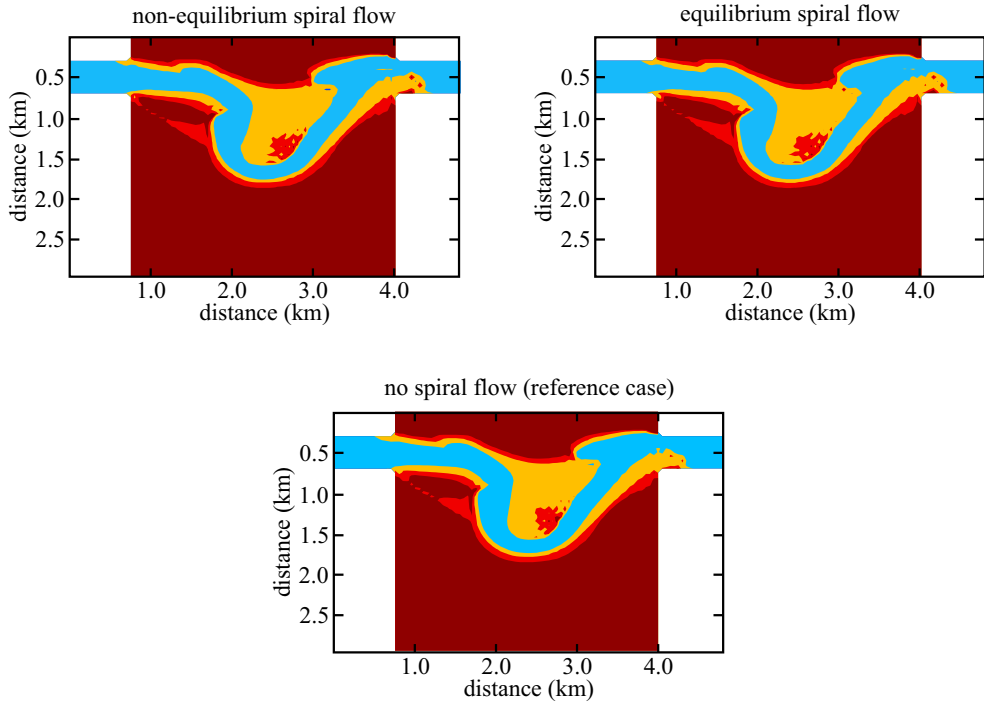 non-equilibrium spiral flow
distance (km)
0.5
1.0
1.5
2.0
2.5
1.0 2.0 3.0 4.0
distance (km)
equilibrium spiral flow
distance (km)
0.5
1.0
1.5
2.0
2.5
1.0 2.0 3.0 4.0
distance (km)
no spiral flow (reference case)
distance (km)
0.5
1.0
1.5
2.0
2.5
1.0 2.0 3.0 4.0
distance (km)